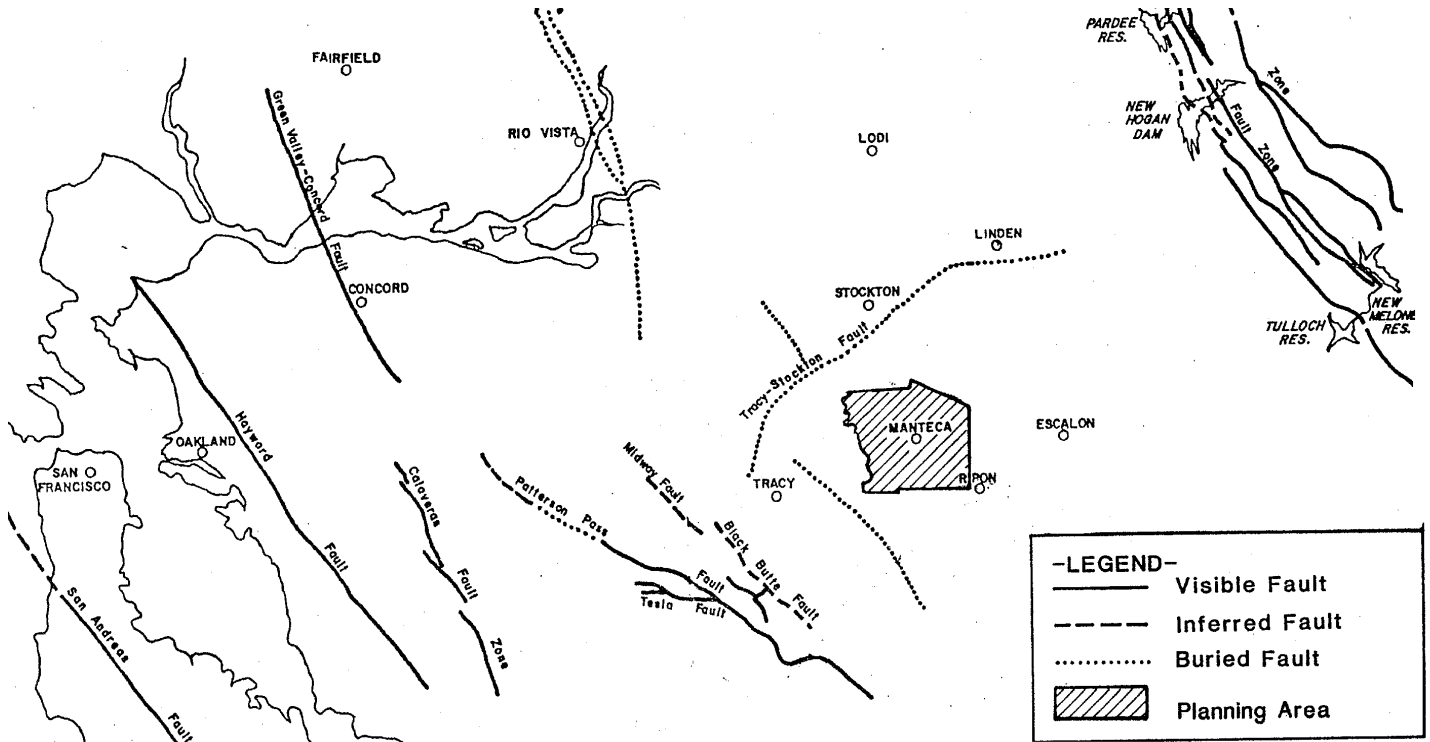 PARDEE
RES.
FAIRFIELD
Zone
NEW
HOGAN
DAM
Green Valley-Concord Fault
RIO VISTA
LODI
Fault Zone
LINDEN
CONCORD
STOCKTON
NEW
MELONE
RES.
TULLOCH
RES.
Tracy-Stockton Fault
Hayward Fault
OAKLAND
MANTECA
ESCALON
SAN
FRANCISCO
Calaveras Fault Zone
Midway Fault
Patterson Pass Fault
TRACY
RIPON
Black Butte Fault
Tesla Fault
San Andreas Fault
-LEGEND-
Visible Fault
Inferred Fault
Buried Fault
Planning Area